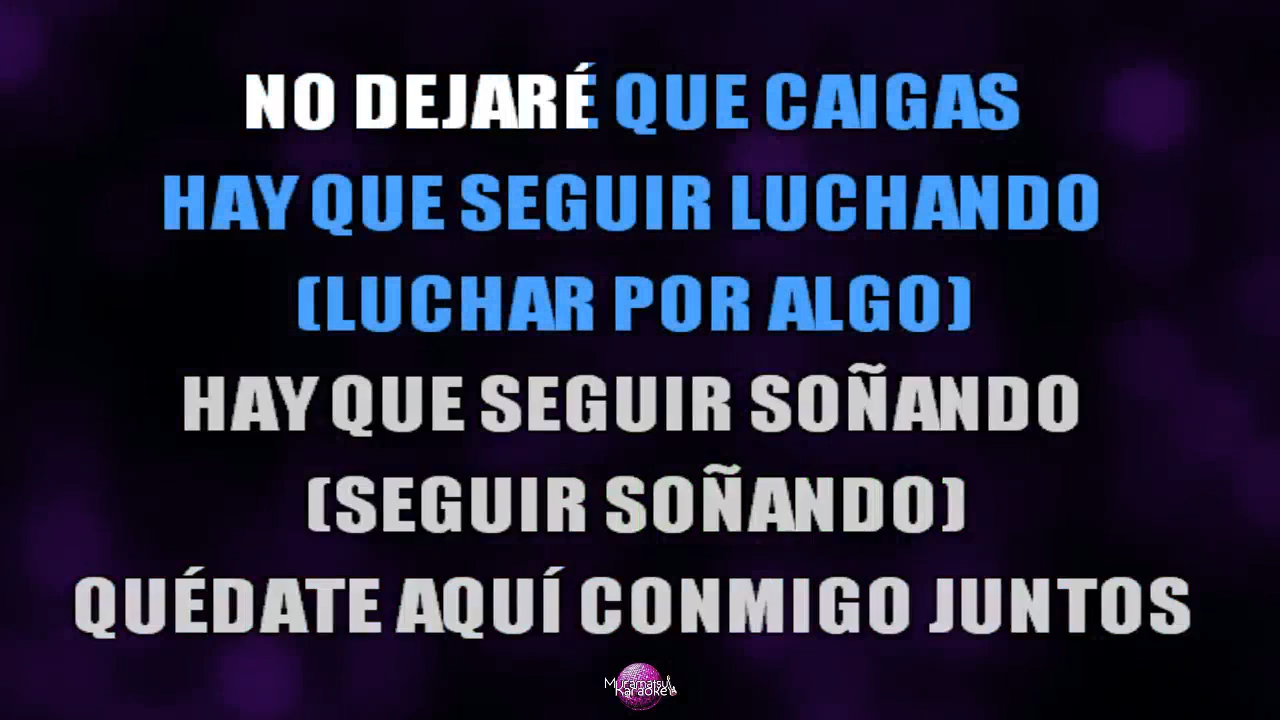 NO DEJARÉ QUE CAIGAS
HAY QUE SEGUIR LUCHANDO
(LUCHAR POR ALGO)
HAY QUE SEGUIR SOÑANDO
(SEGUIR SOÑANDO)
QUÉDATE AQUÍ CONMIGO JUNTOS
Karaoke